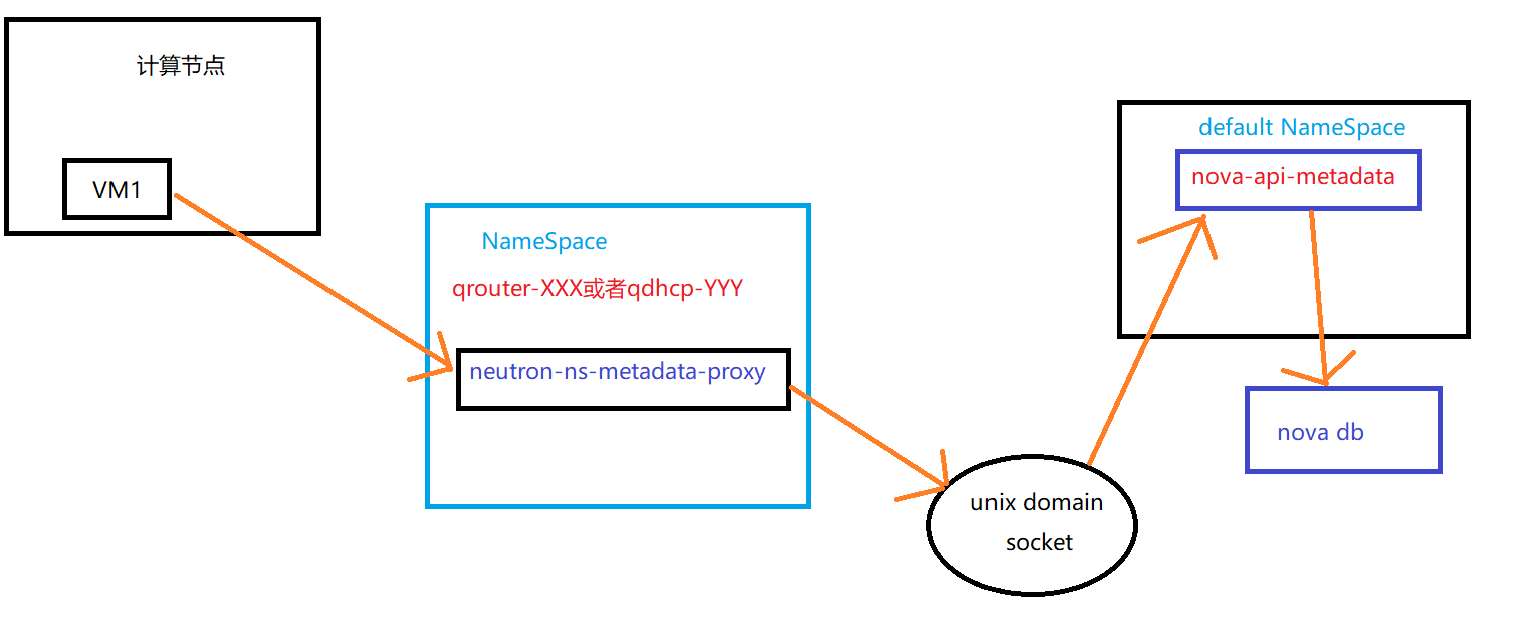 计算节点
VM1
NameSpace
qrouter-XXX或者qdhcp-YYY
neutron-ns-metadata-proxy
unix domain
socket
default NameSpace
nova-api-metadata
nova db